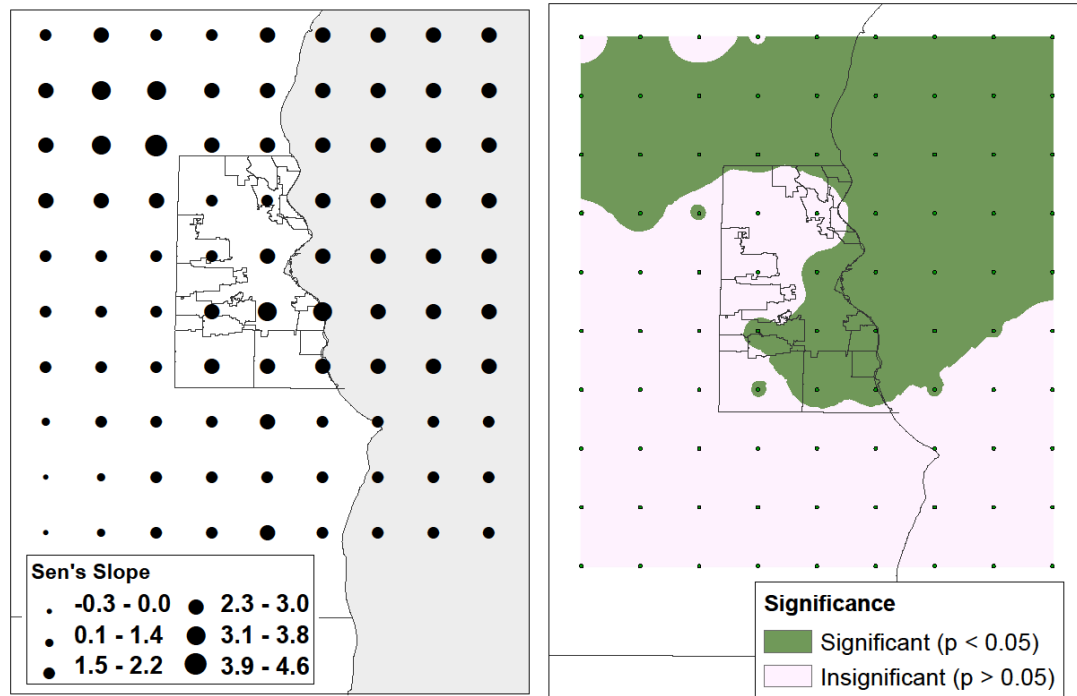 Sen's Slope
-0.3 - 0.0 2.3 - 3.0
0.1 - 1.4 3.1 - 3.8
1.5 - 2.2 3.9 - 4.6
Significance
Significant (p < 0.05)
Insignificant (p > 0.05)